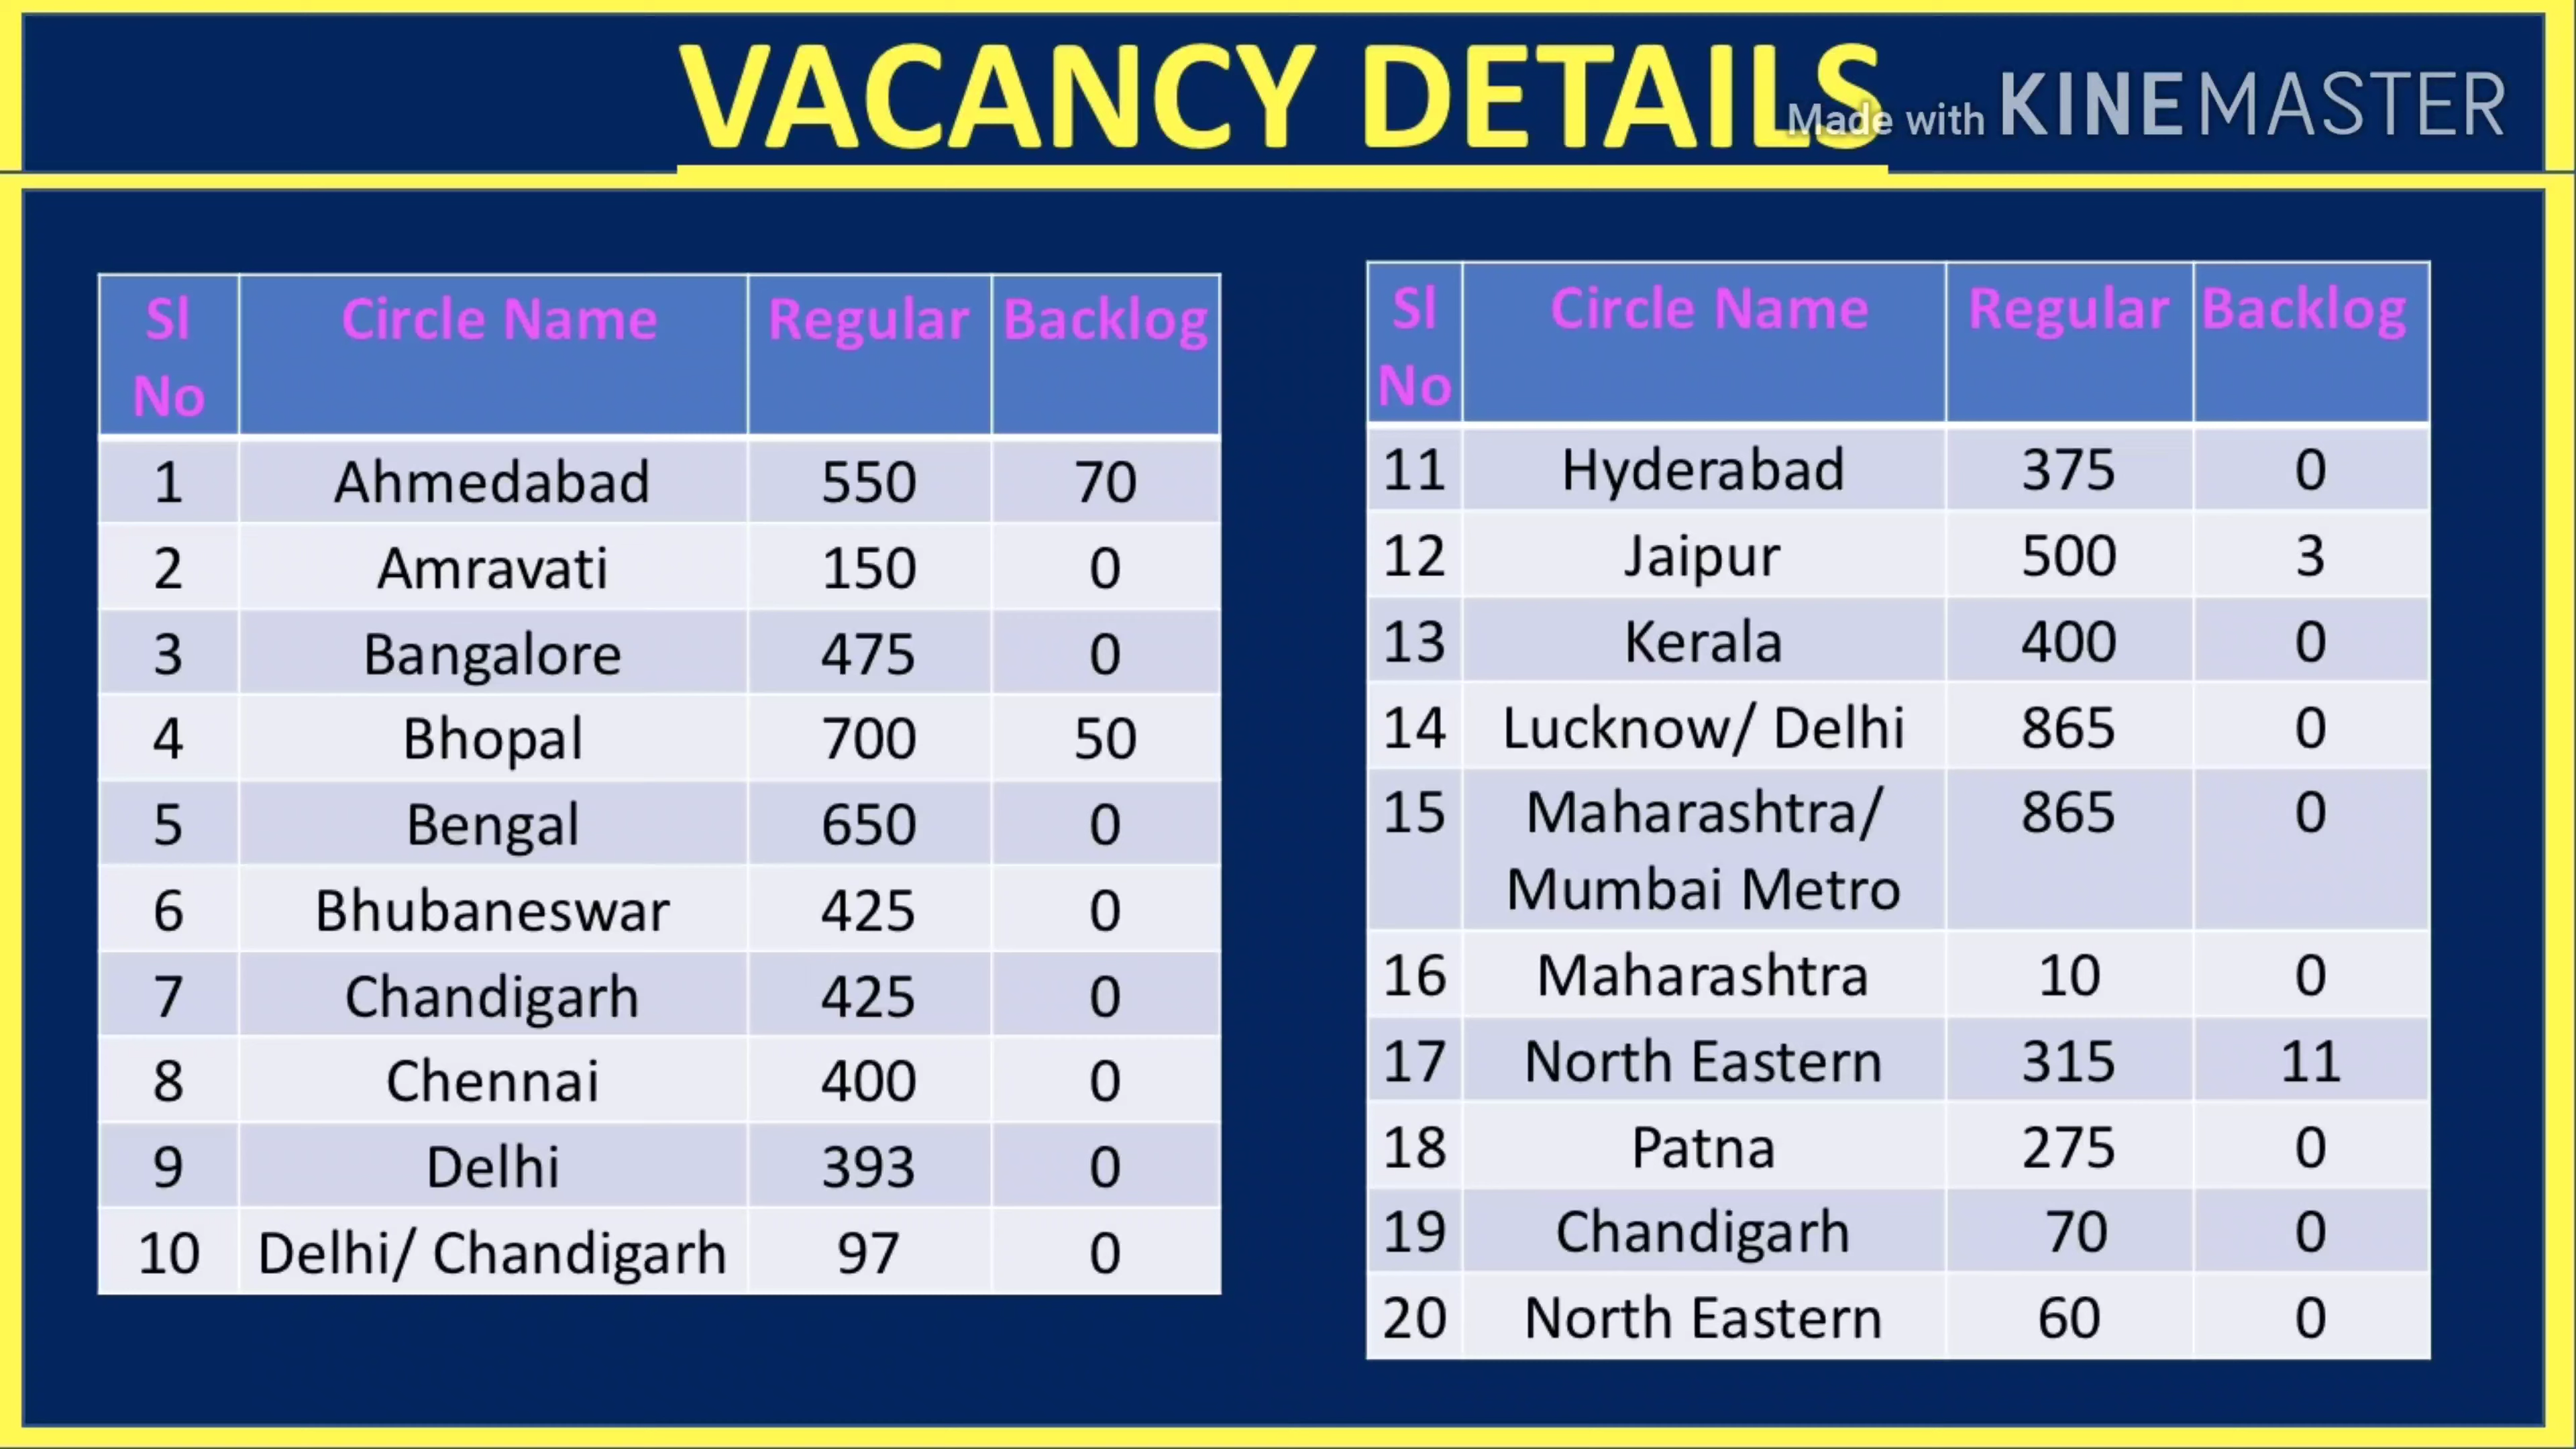 VACANCY DETAILS
Made with KINEMASTER
Sl No Circle Name Regular Backlog
1 Ahmedabad 550 70
2 Amravati 150 0
3 Bangalore 475 0
4 Bhopal 700 50
5 Bengal 650 0
6 Bhubaneswar 425 0
7 Chandigarh 425 0
8 Chennai 400 0
9 Delhi 393 0
10 Delhi/ Chandigarh 97 0
Sl No Circle Name Regular Backlog
11 Hyderabad 375 0
12 Jaipur 500 3
13 Kerala 400 0
14 Lucknow/ Delhi 865 0
15 Maharashtra/ 865 0
Mumbai Metro
16 Maharashtra 10 0
17 North Eastern 315 11
18 Patna 275 0
19 Chandigarh 70 0
20 North Eastern 60 0